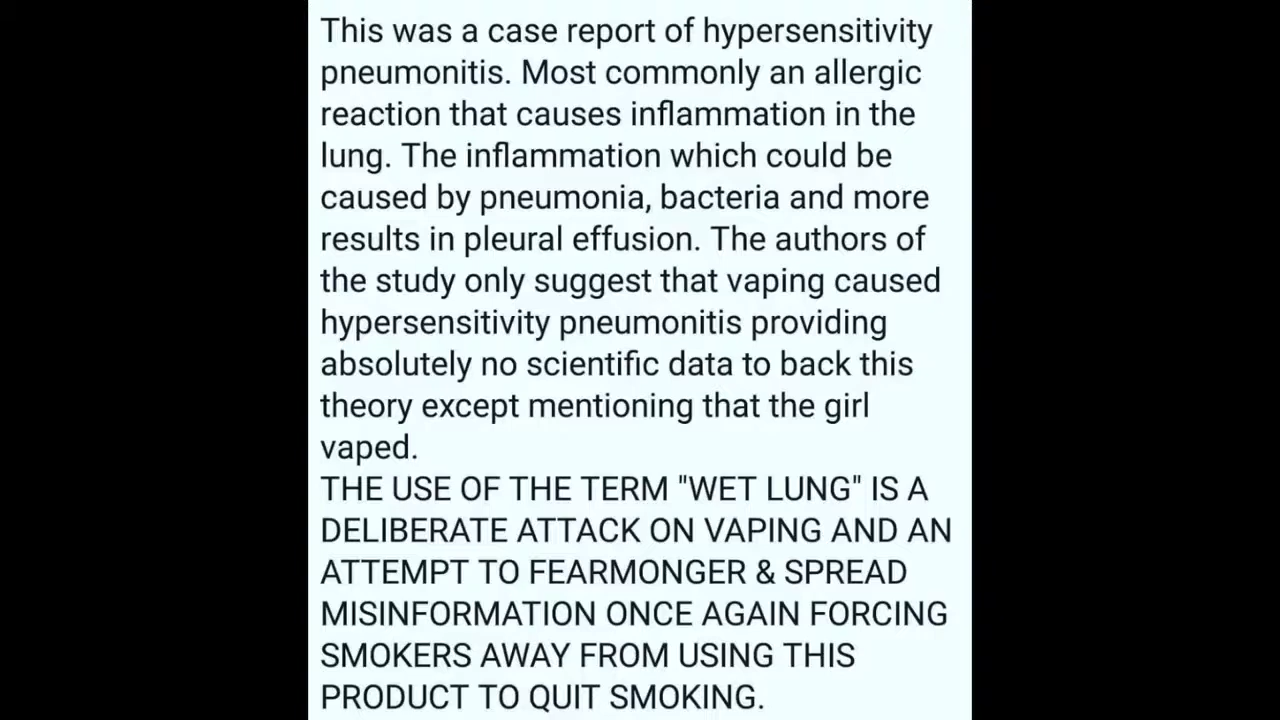 This was a case report of hypersensitivity
pneumonitis. Most commonly an allergic
reaction that causes inflammation in the
lung. The inflammation which could be
caused by pneumonia, bacteria and more
results in pleural effusion. The authors of
the study only suggest that vaping caused
hypersensitivity pneumonitis providing
absolutely no scientific data to back this
theory except mentioning that the girl
vaped.
THE USE OF THE TERM "WET LUNG" IS A
DELIBERATE ATTACK ON VAPING AND AN
ATTEMPT TO FEARMONGER & SPREAD
MISINFORMATION ONCE AGAIN FORCING
SMOKERS AWAY FROM USING THIS
PRODUCT TO QUIT SMOKING.